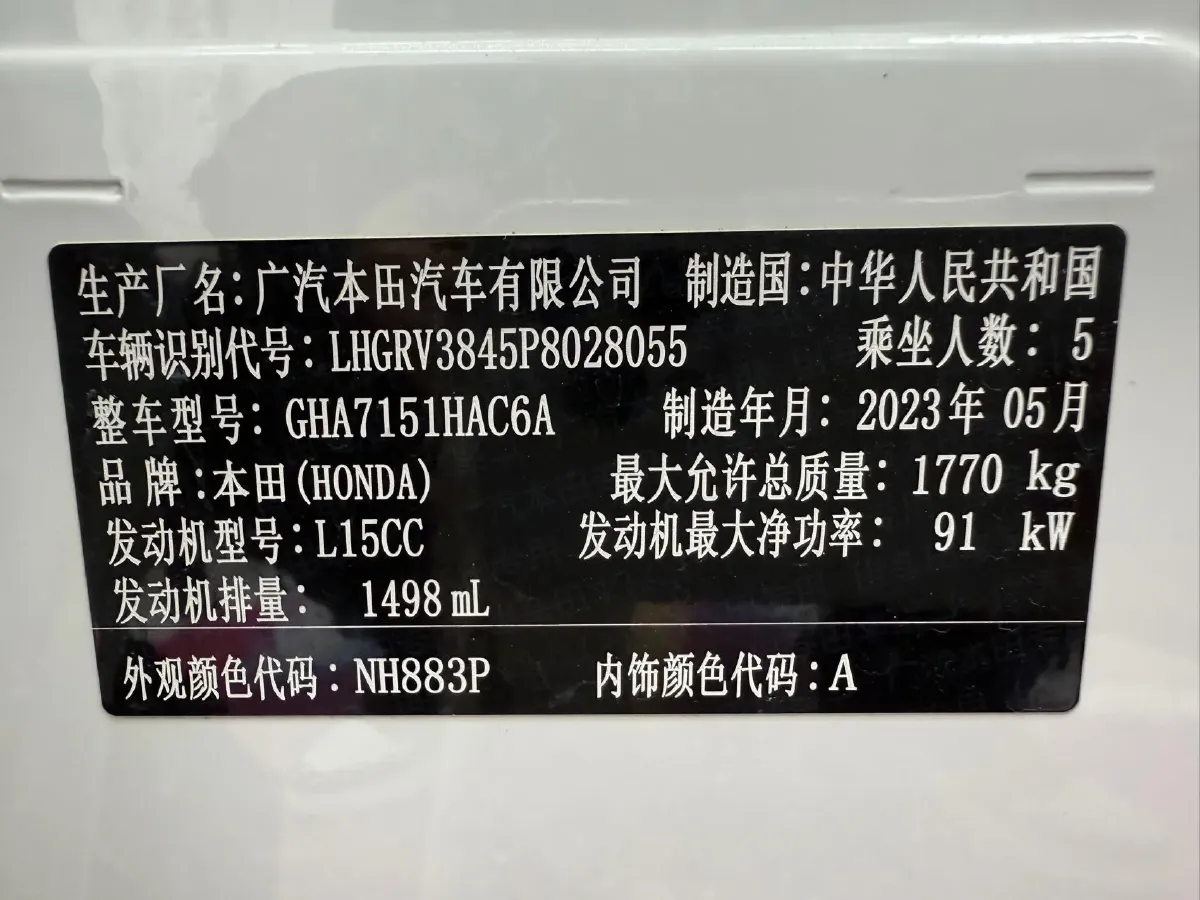 生产厂名:广汽本田汽车有限公司 制造国:中华人民共和国
车辆识别代号:LHGRV3845P8028055 乘坐人数: 5
整车型号: GHA7151HAC6A 制造年月: 2023年 05月
品 牌:本田(HONDA) 最大允许总质量: 1770 kg
发动机型号:L15CC 发动机最大净功率: 91 kW
发动机排量: 1498 mL
外观颜色代码:NH883P 内饰颜色代码:A